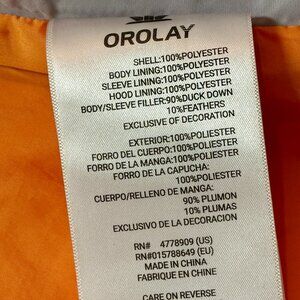 OROLAY
SHELL:100%POLYESTER
BODY LINING:100%POLYESTER
SLEEVE LINING:100%POLYESTER
HOOD LINING:100%POLYESTER
BODY/SLEEVE FILLER:90%DUCK DOWN
10%FEATHERS
EXCLUSIVE OF DECORATION
EXTERIOR:100%POLIESTER
FORRO DEL CUERPO:100%POLIESTER
FORRO DE LA MANGA:100%POLIESTER
FORRO DE LA CAPUCHA:
100%POLIESTER
CUERPO/RELLENO DE MANGA:
90% PLUMON
10% PLUMAS
EXCLUSIVO DE LA DECORACION
RN# 4778909 (US)
RN#015788649 (EU)
MADE IN CHINA
FABRIQUE EN CHINE
CARE ON REVERSE